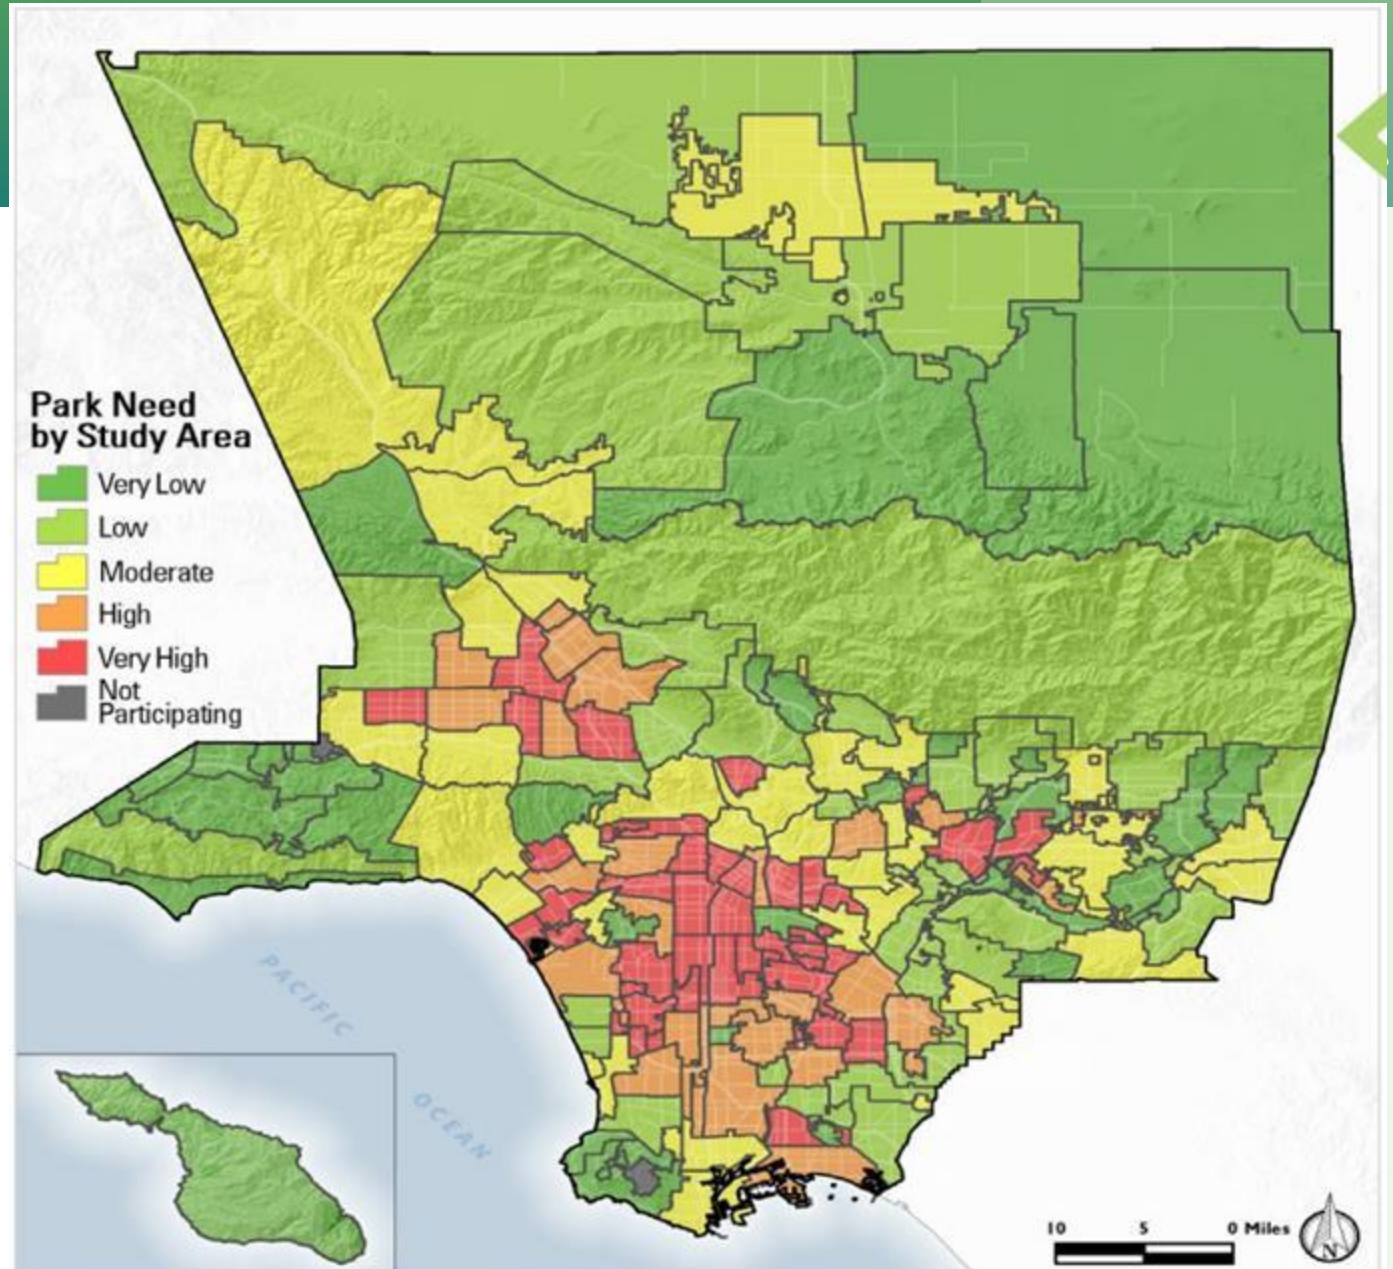 Park Need
by Study Area
Very Low
Low
Moderate
High
Very High
Not
Participating
PACIFIC
OCEAN
10 5 0 Miles
N